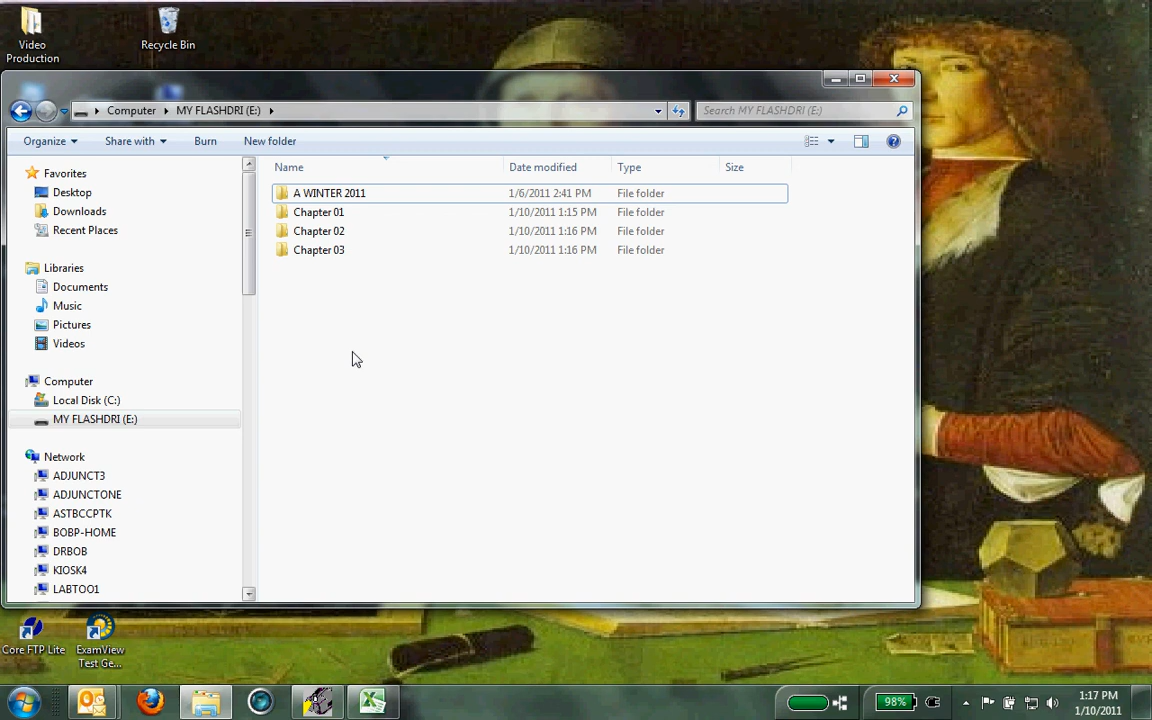 Video
Production
Recycle Bin
Computer MY FLASHDRI (E:)
Search MY FLASHDRI (E:)
Organize Share with Burn New folder
Favorites
Desktop
Downloads
Recent Places
Libraries
Documents
Music
Pictures
Videos
Computer
Local Disk (C:)
MY FLASHDRI (E:)
Network
ADJUNCT3
ADJUNCTONE
ASTBCCPTK
BOBP-HOME
DRBOB
KIOSK4
LABTOO1
Name Date modified Type Size
A WINTER 2011 1/6/2011 2:41 PM File folder
Chapter 01 1/10/2011 1:15 PM File folder
Chapter 02 1/10/2011 1:16 PM File folder
Chapter 03 1/10/2011 1:16 PM File folder
Core FTP Lite
ExamView
Test Ge...
98%
1:17 PM
1/10/2011